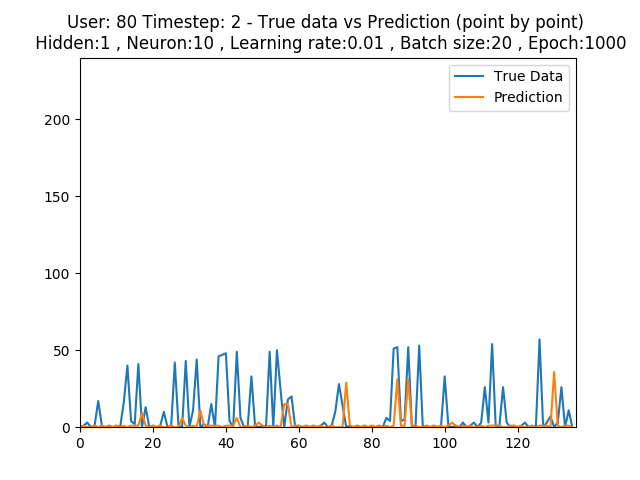 User: 80 Timestep: 2 - True data vs Prediction (point by point)
Hidden:1 , Neuron:10 , Learning rate:0.01 , Batch size:20 , Epoch:1000
True Data
Prediction
200
150
100
50
0
0 20 40 60 80 100 120